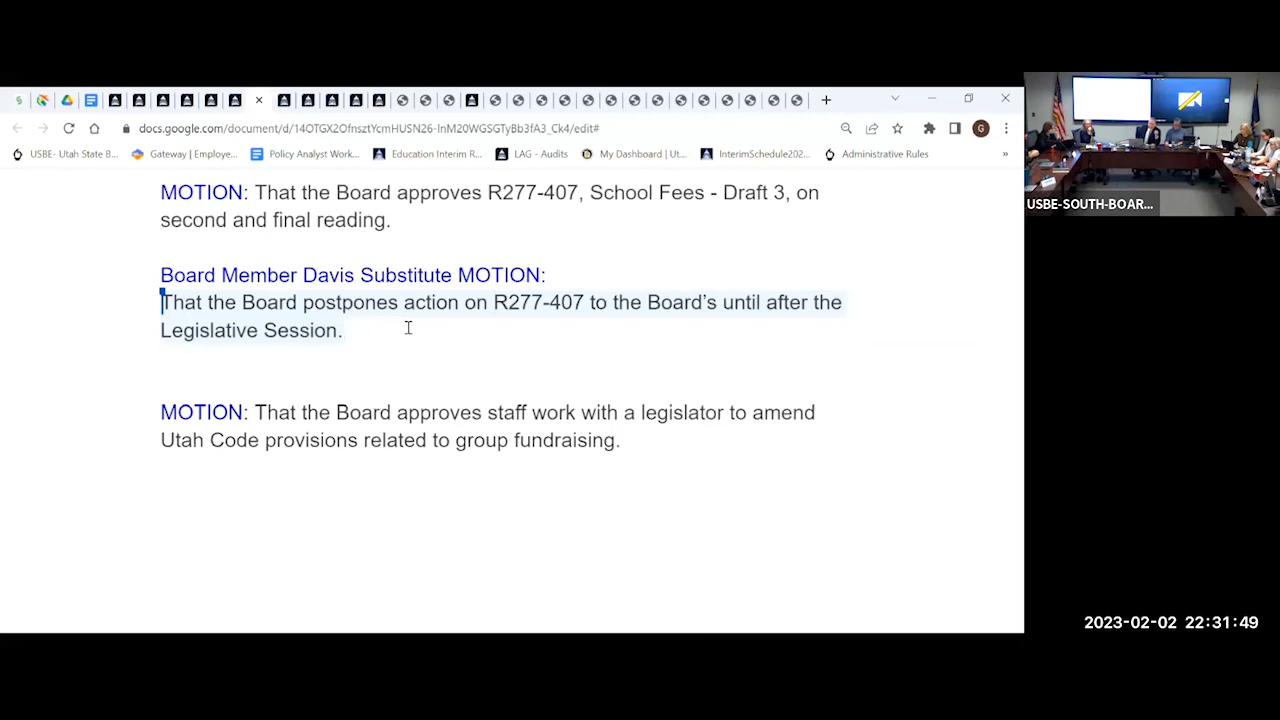 docs.google.com/document/d/14OTGX2OfnsztYcmHUSN26-InM20WGSGTyBb3fA3_Ck4/edit#
G
USBE- Utah State B...
Gateway | Employe...
Policy Analyst Work...
Education Interim R...
LAG - Audits
My Dashboard | Ut...
InterimSchedule202...
Administrative Rules
»
MOTION: That the Board approves R277-407, School Fees - Draft 3, on
second and final reading.
Board Member Davis Substitute MOTION:
That the Board postpones action on R277-407 to the Board’s until after the
Legislative Session.
MOTION: That the Board approves staff work with a legislator to amend
Utah Code provisions related to group fundraising.
USBE-SOUTH-BOAR...
2023-02-02 22:31:49